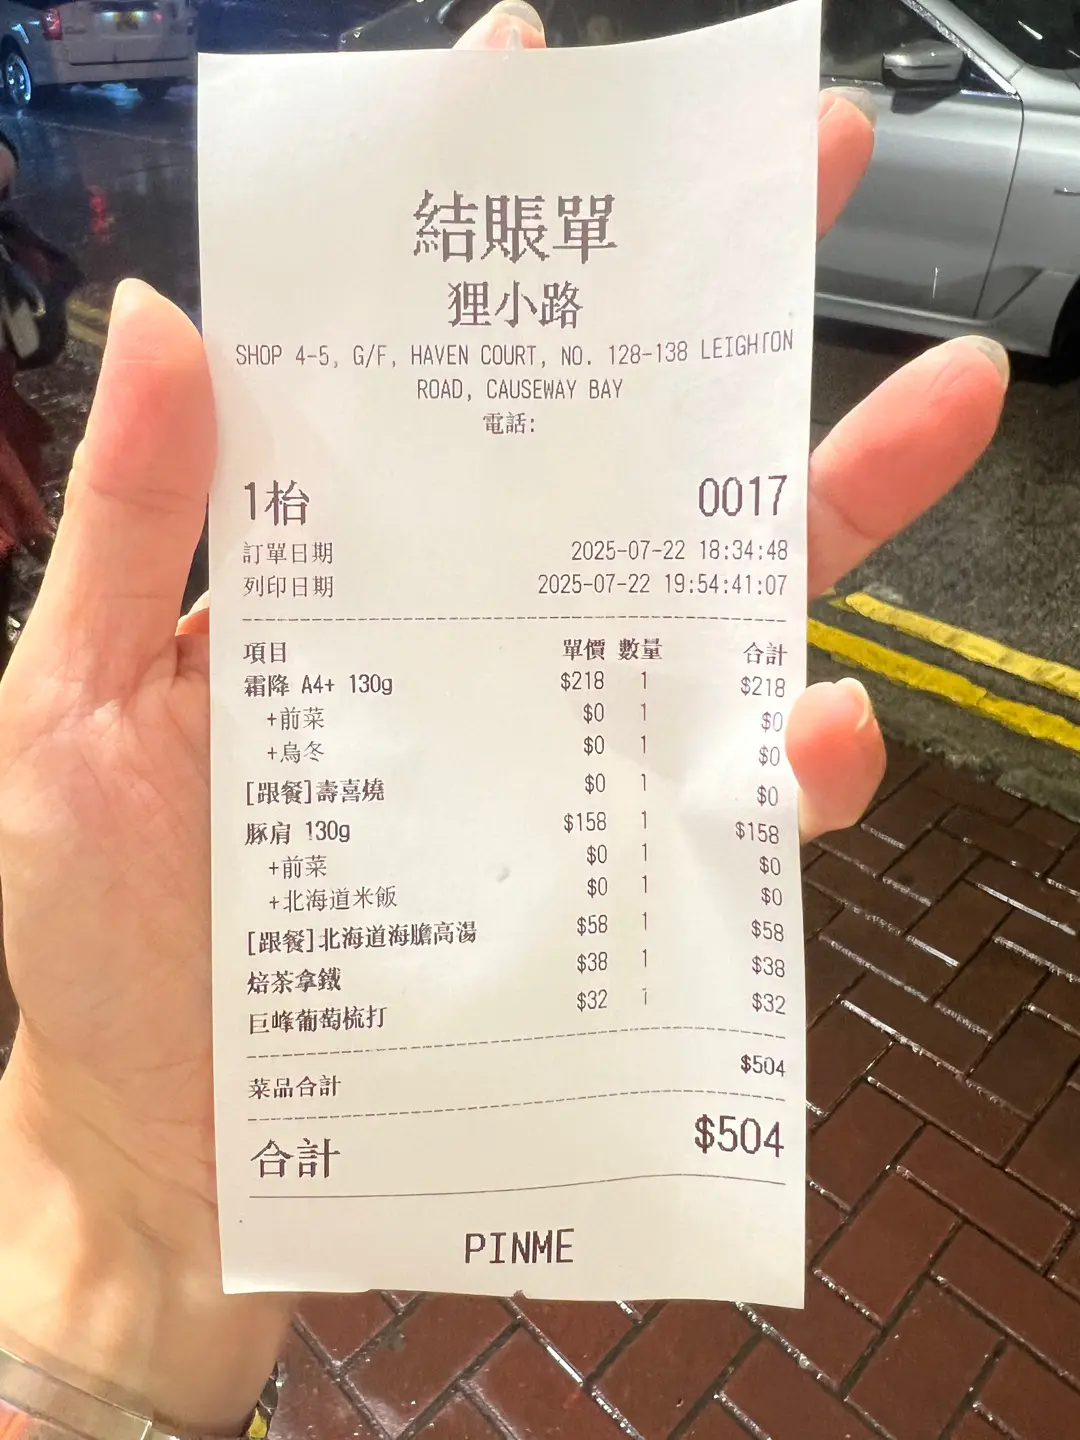 結賬單
狸小路
SHOP 4-5, G/F, HAVEN COURT, NO. 128-138 LEIGHTON
ROAD, CAUSEWAY BAY
電話:
1枱 0017
訂單日期 2025-07-22 18:34:48
列印日期 2025-07-22 19:54:41:07
項目 單價 數量 合計
霜降 A4+ 130g $218 1 $218
+前菜 $0 1 $0
+烏冬 $0 1 $0
[跟餐]壽喜燒 $0 1 $0
豚肩 130g $158 1 $158
+前菜 $0 1 $0
+北海道米飯 $0 1 $0
[跟餐]北海道海膽高湯 $58 1 $58
焙茶拿鐵 $38 1 $38
巨峰葡萄梳打 $32 1 $32
菜品合計 $504
合計 $504
PINME